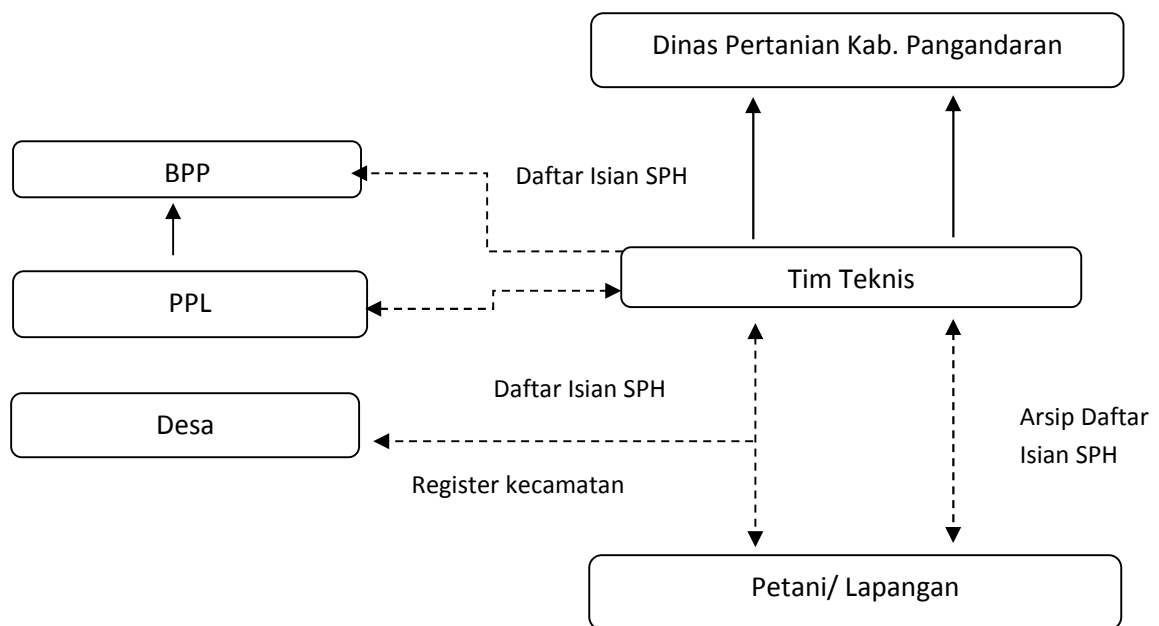 Dinas Pertanian Kab. Pangandaran
BPP
Daftar Isian SPH
Tim Teknis
PPL
Daftar Isian SPH
Desa
Arsip Daftar
Isian SPH
Register kecamatan
Petani/ Lapangan